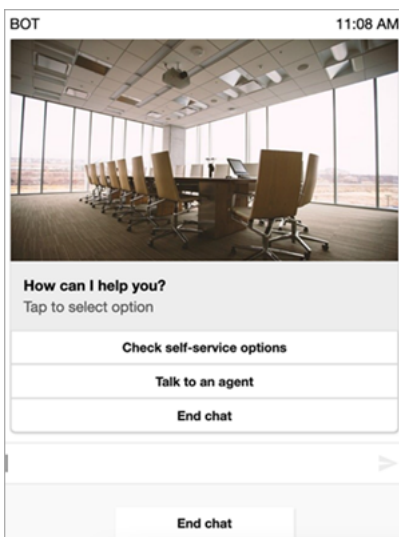 BOT 11:08 AM
How can I help you?
Tap to select option
Check self-service options
Talk to an agent
End chat
End chat